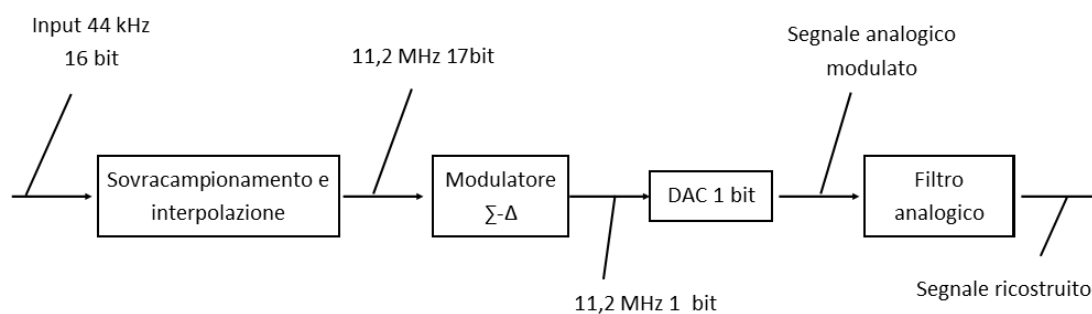 Input 44 kHz
16 bit
11,2 MHz 17bit
Segnale analogico
modulato
Sovracampionamento e
interpolazione
Modulatore
∑-Δ
DAC 1 bit
Filtro
analogico
11,2 MHz 1 bit
Segnale ricostruito